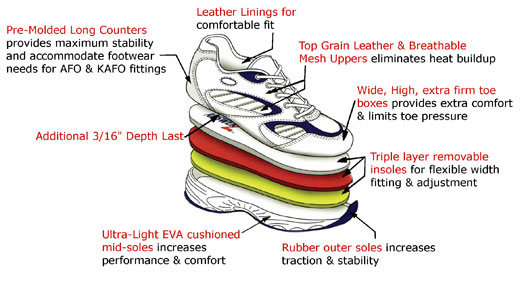 Leather Linings for
comfortable fit
Pre-Molded Long Counters
provides maximum stability
and accommodate footwear
needs for AFO & KAFO fittings
Top Grain Leather & Breathable
Mesh Uppers eliminates heat buildup
Wide, High, extra firm toe
boxes provides extra comfort
& limits toe pressure
Additional 3/16" Depth Last
Triple layer removable
insoles for flexible width
fitting & adjustment
Ultra-Light EVA cushioned
mid-soles increases
performance & comfort
Rubber outer soles increases
traction & stability